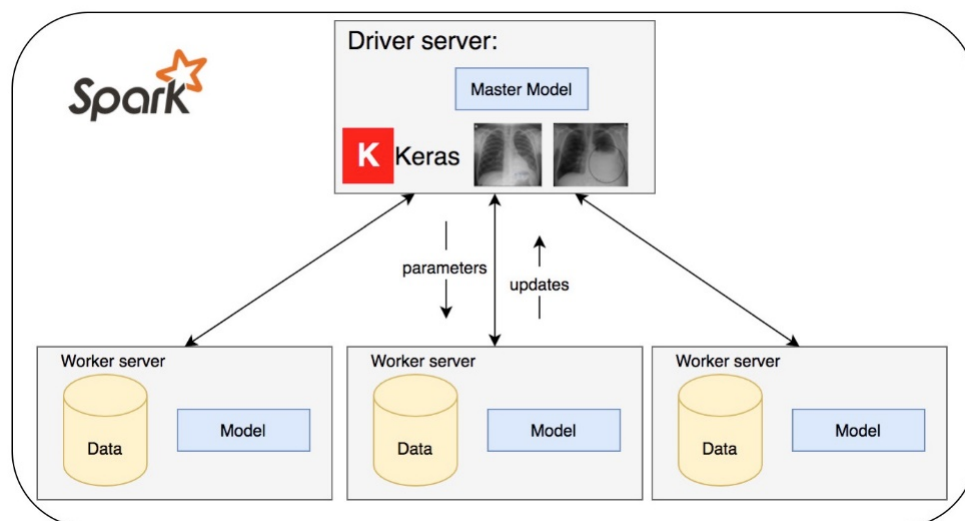 Spark
Driver server:
Master Model
K Keras
parameters
updates
Worker server
Data
Model
Worker server
Data
Model
Worker server
Data
Model